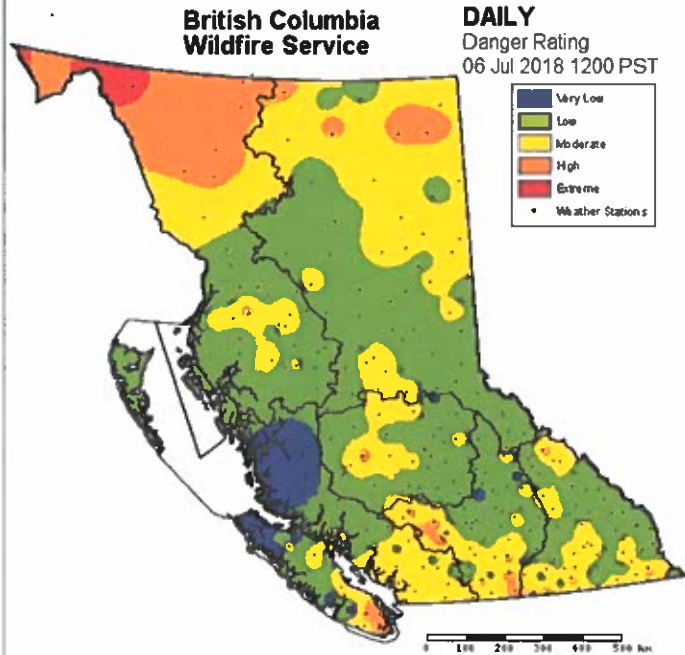 British Columbia
Wildfire Service
DAILY
Danger Rating
06 Jul 2018 1200 PST
Very Low
Low
Moderate
High
Extreme
Weather Stations
0 100 200 300 400 500 km